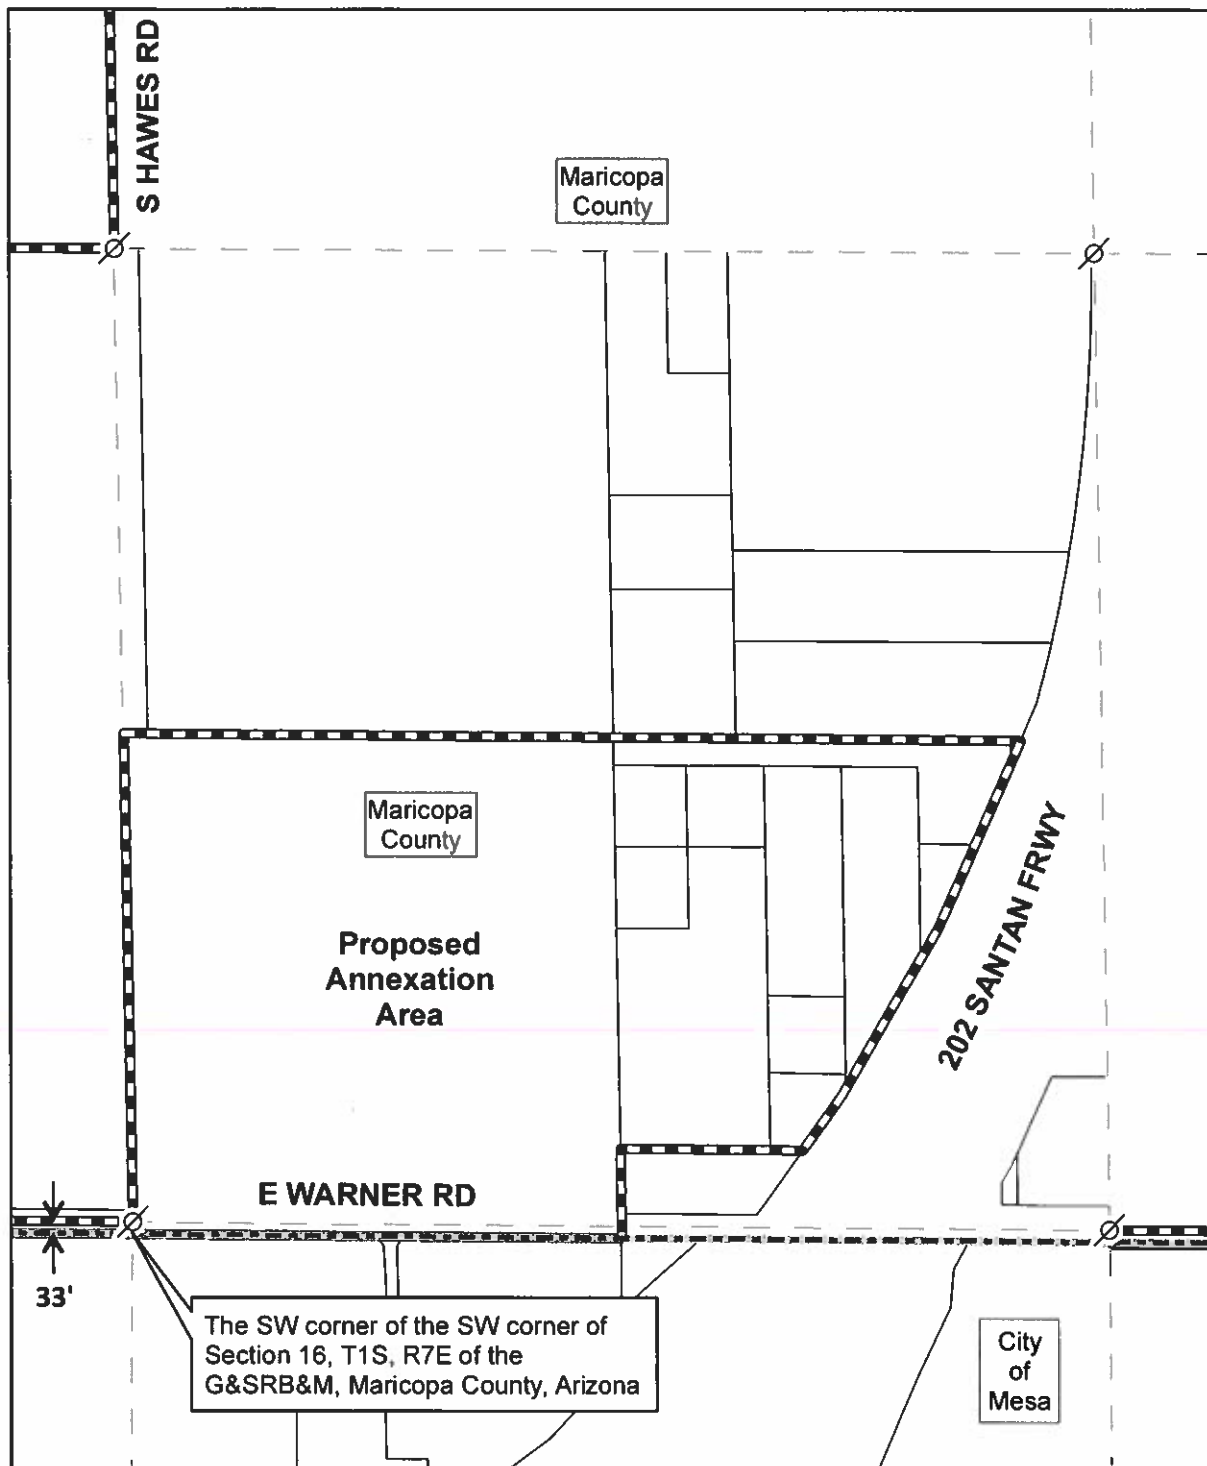 S HAWES RD
Maricopa
County
Maricopa
County
Proposed
Annexation
Area
202 SANTAN FRWY
E WARNER RD
33'
The SW corner of the SW corner of
Section 16, T1S, R7E of the
G&SRB&M, Maricopa County, Arizona
City
of
Mesa